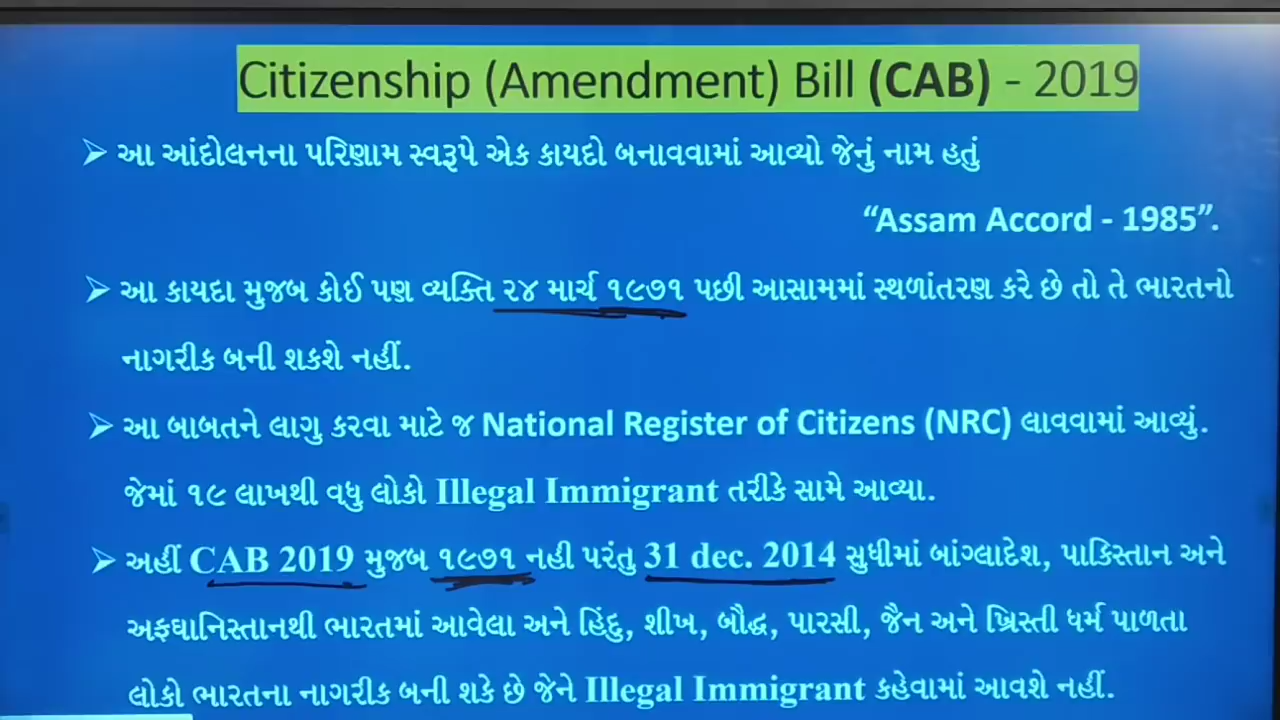 Citizenship (Amendment) Bill (CAB) - 2019
➤ આ આંદોલનના પરિણામ સ્વરૂપે એક કાયદો બનાવવામાં આવ્યો જેનું નામ હતું
“Assam Accord - 1985”.
➤ આ કાયદા મુજબ કોઈ પણ વ્યક્તિ ૨૪ માર્ચ ૧૯૭૧ પછી આસામમાં સ્થળાંતરણ કરે છે તો તે ભારતનો
નાગરીક બની શકશે નહીં.
➤ આ બાબતને લાગુ કરવા માટે જ National Register of Citizens (NRC) લાવવામાં આવ્યું.
જેમાં ૧૯ લાખથી વધુ લોકો Illegal Immigrant તરીકે સામે આવ્યા.
➤ અહીં CAB 2019 મુજબ ૧૯૭૧ નહી પરંતુ 31 dec. 2014 સુધીમાં બાંગ્લાદેશ, પાકિસ્તાન અને
અફઘાનિસ્તાનથી ભારતમાં આવેલા અને હિંદુ, શીખ, બૌદ્ધ, પારસી, જૈન અને ખ્રિસ્તી ધર્મ પાળતા
લોકો ભારતના નાગરીક બની શકે છે જેને Illegal Immigrant કહેવામાં આવશે નહીં.